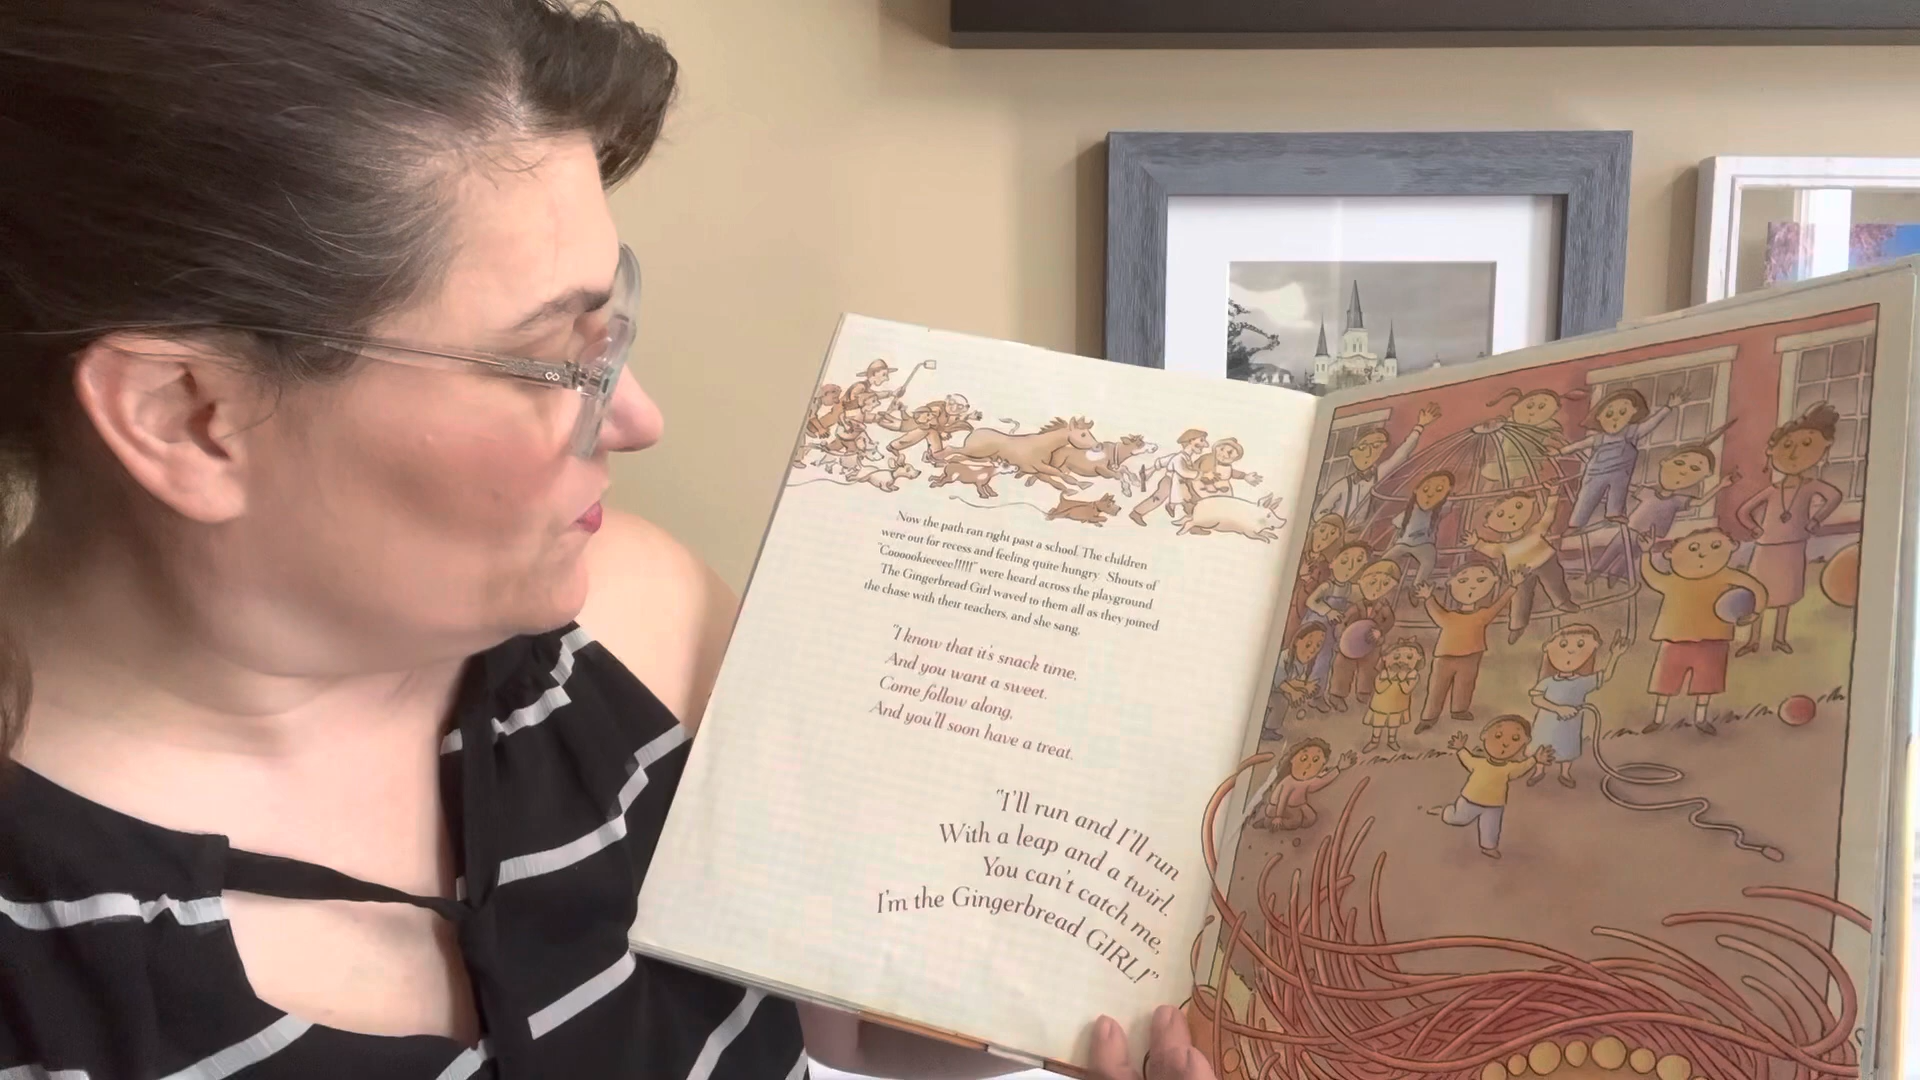 Now the path ran right past a school. The children
were out for recess and feeling quite hungry. Shouts of
"Coooookieeeee!!!!!" were heard across the playground
The Gingerbread Girl waved to them all as they joined
the chase with their teachers, and she sang,
"I know that it's snack time,
And you want a sweet.
Come follow along,
And you'll soon have a treat.
"I'll run and I'll run
With a leap and a twirl.
You can't catch me,
I'm the Gingerbread GIRL!"